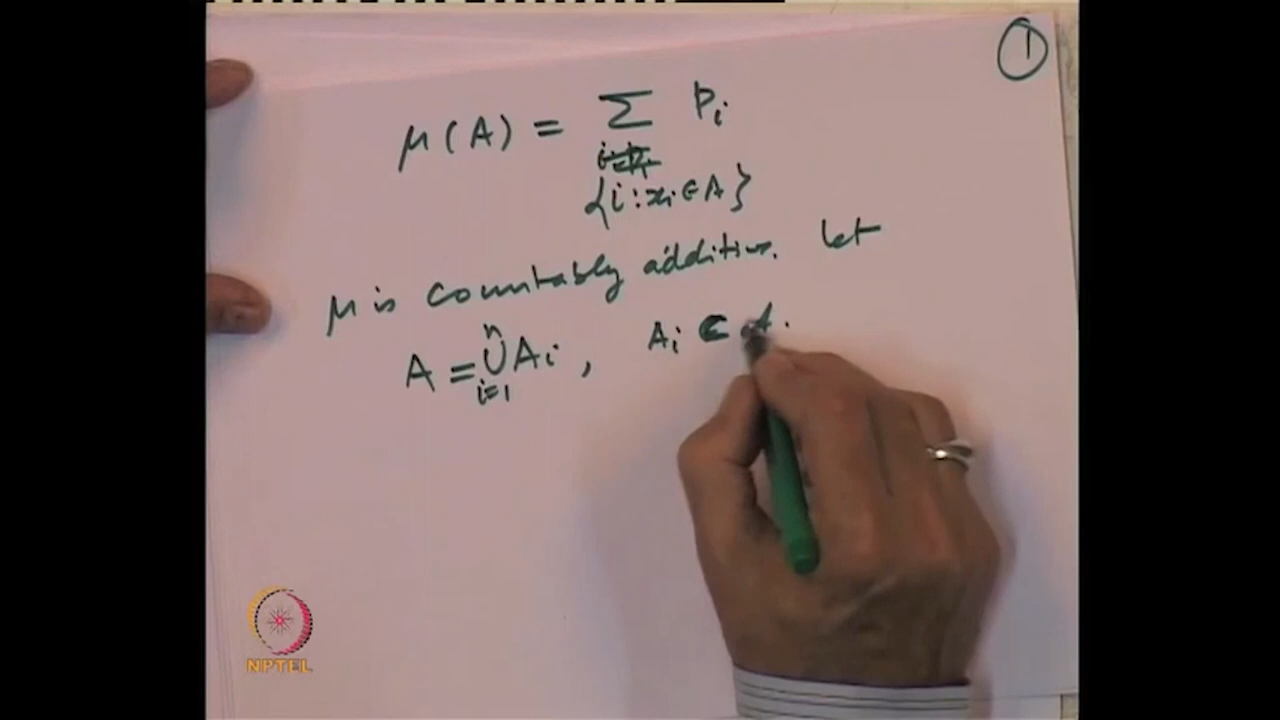 ①
μ(A) = Σ pᵢ
{i : xᵢ ∈ A}
μ is countably additive. Let
A = ⋃ⁿᵢ₌₁ Aᵢ , Aᵢ
NPTEL